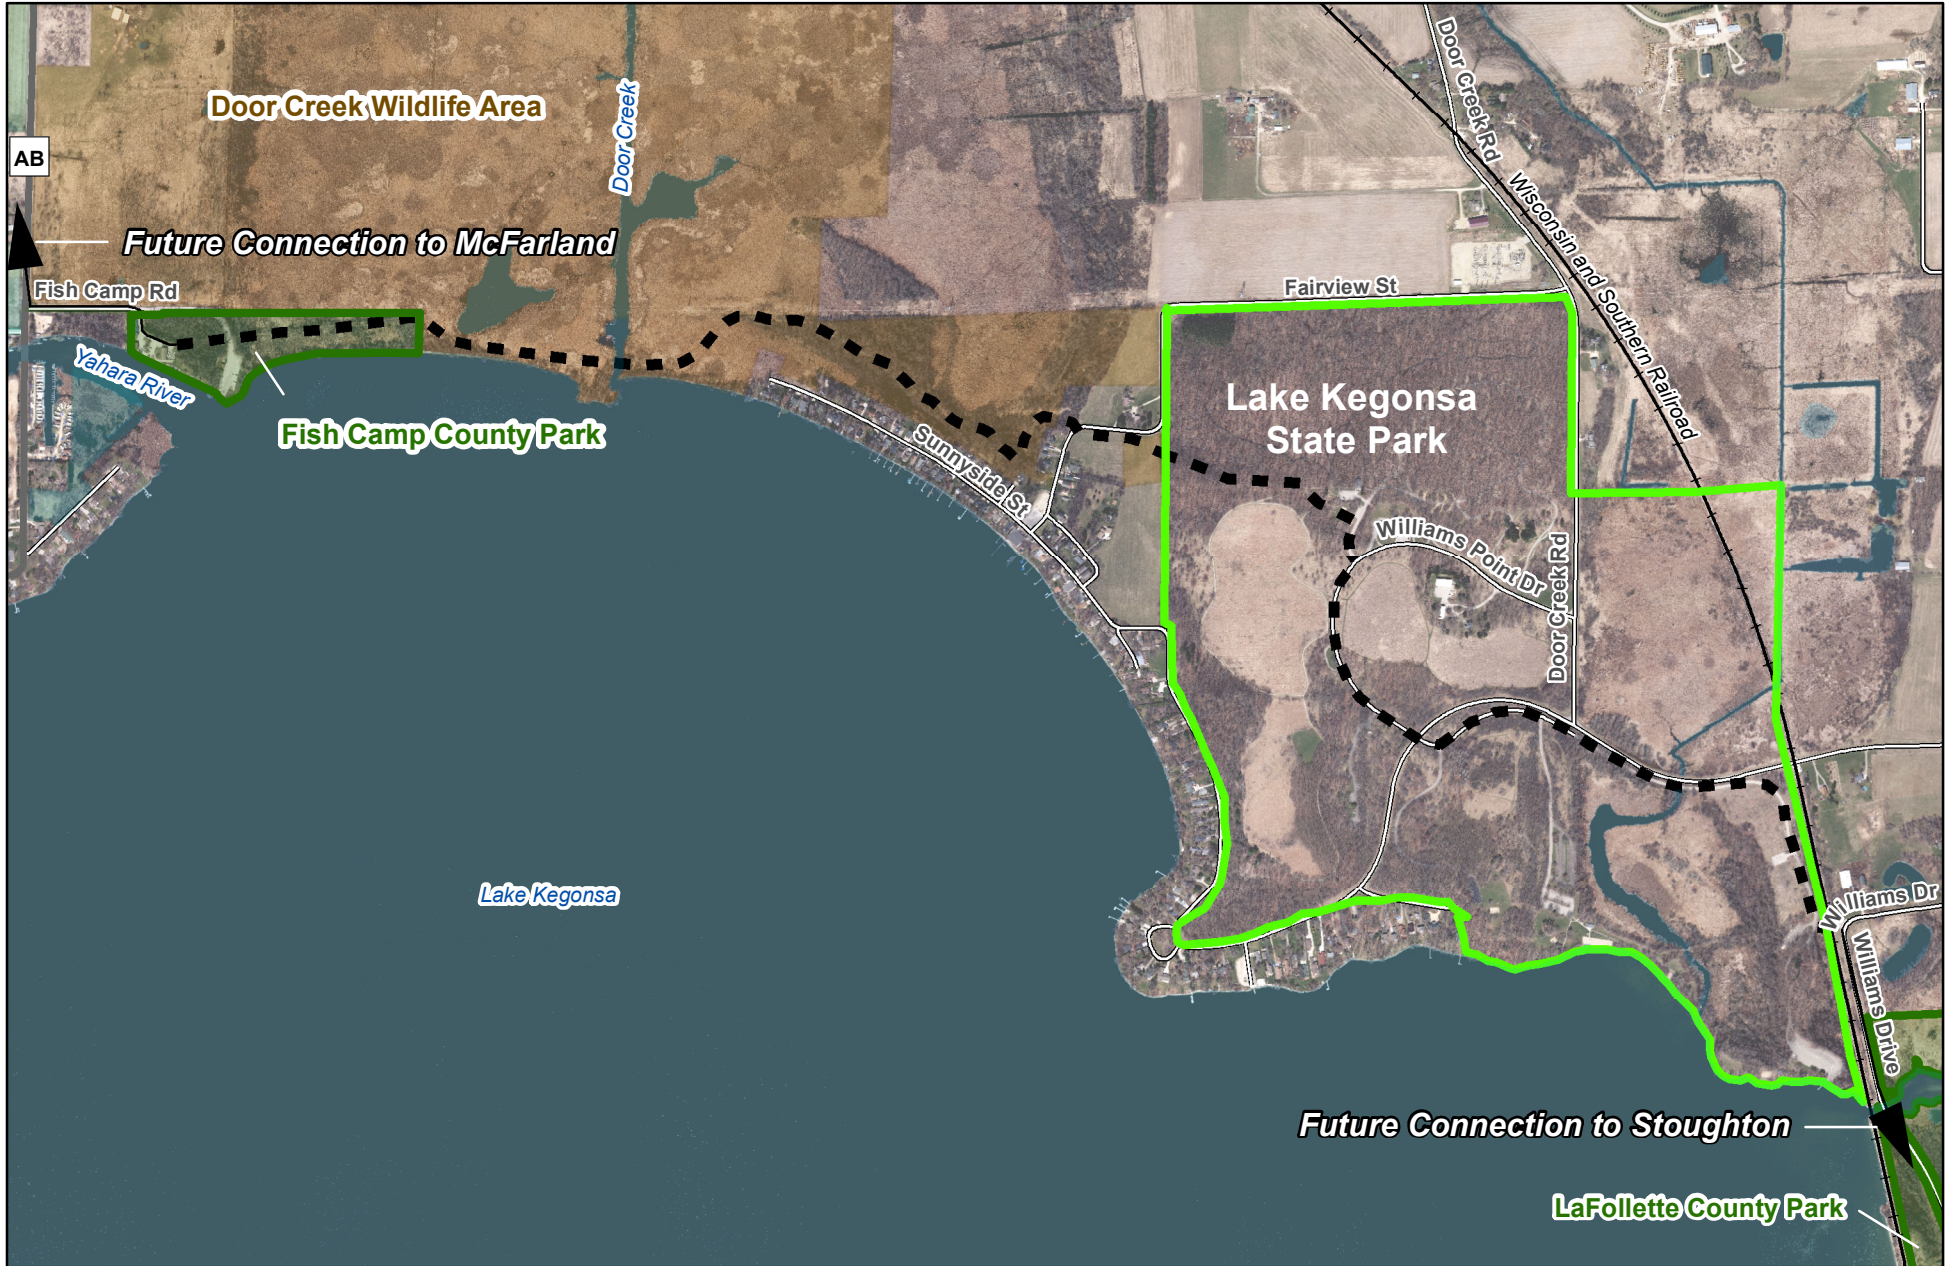 Door Creek Wildlife Area
Door Creek
AB
Future Connection to McFarland
Fish Camp Rd
Yahara River
Fish Camp County Park
Door Creek Rd
Wisconsin and Southern Railroad
Fairview St
Lake Kegonsa
State Park
Sunnyside St
Williams Point Dr
Door Creek Rd
Lake Kegonsa
Williams Dr
Williams Drive
Future Connection to Stoughton
LaFollette County Park